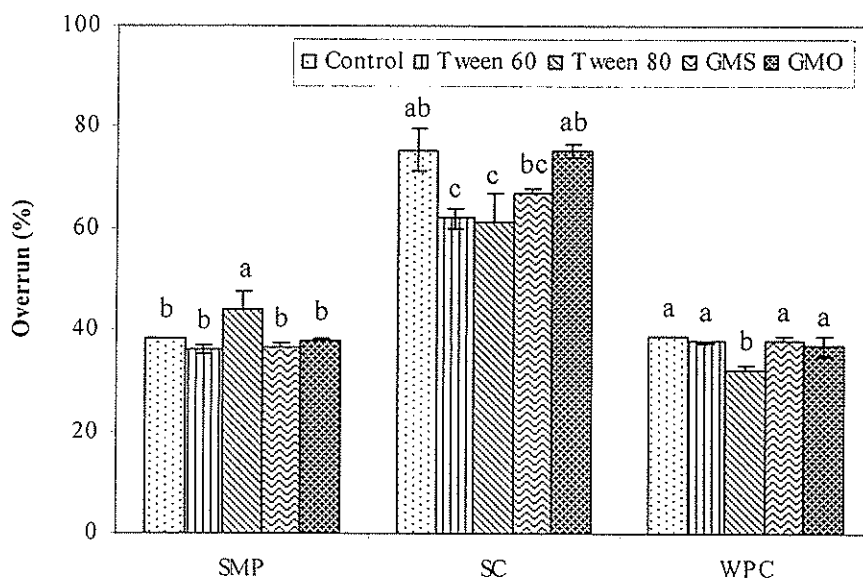 100
Control Tween 60 Tween 80 GMS GMO
ab ab
80
bc
c c
60
Overrun (%)
a
b b b b
40
a a b a a
20
0
SMP SC WPC